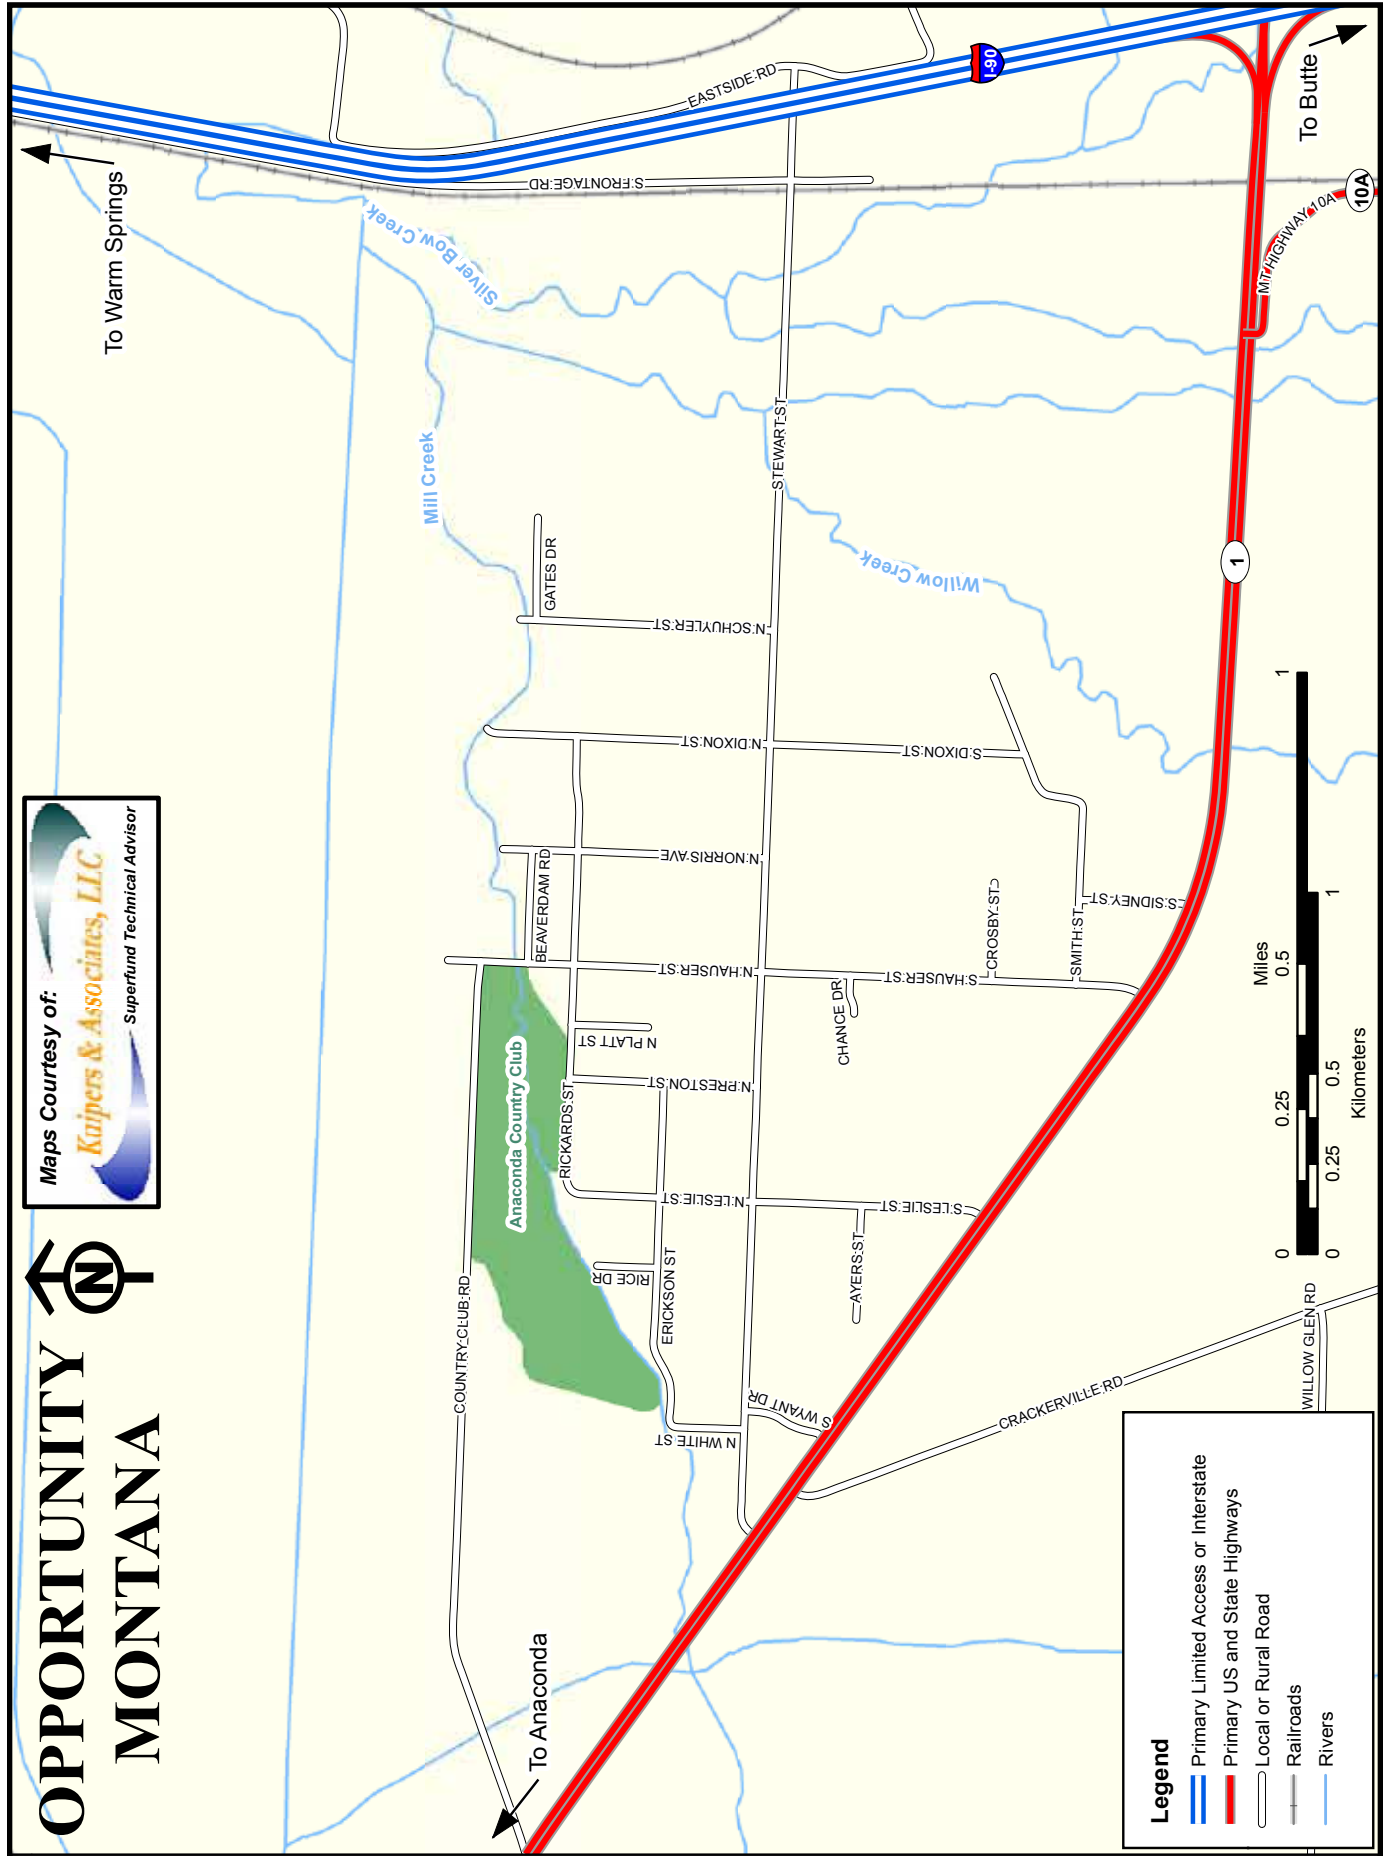 OPPORTUNITY
MONTANA
N
Maps Courtesy of:
Kuipers & Associates, LLC
Superfund Technical Advisor
To Warm Springs
To Anaconda
To Butte
I-90
EASTSIDE RD
S FRONTAGE RD
Silver Bow Creek
Mill Creek
Willow Creek
STEWART ST
GATES DR
N SCHUYLER ST
N DIXON ST
S DIXON ST
N NORRIS AVE
BEAVERDAM RD
N HAUSER ST
S HAUSER ST
CROSBY ST
SMITH ST
S SIDNEY ST
CHANCE DR
N PLATT ST
N PRESTON ST
RICKARDS ST
Anaconda Country Club
COUNTRY CLUB RD
N LESLIE ST
S LESLIE ST
AYERS ST
RICE DR
ERICKSON ST
N WHITE ST
S WYANT DR
CRACKERVILLE RD
WILLOW GLEN RD
MT HIGHWAY 10A
10A
1
Miles
0 0.25 0.5 1
0 0.25 0.5 1
Kilometers
Legend
Primary Limited Access or Interstate
Primary US and State Highways
Local or Rural Road
Railroads
Rivers